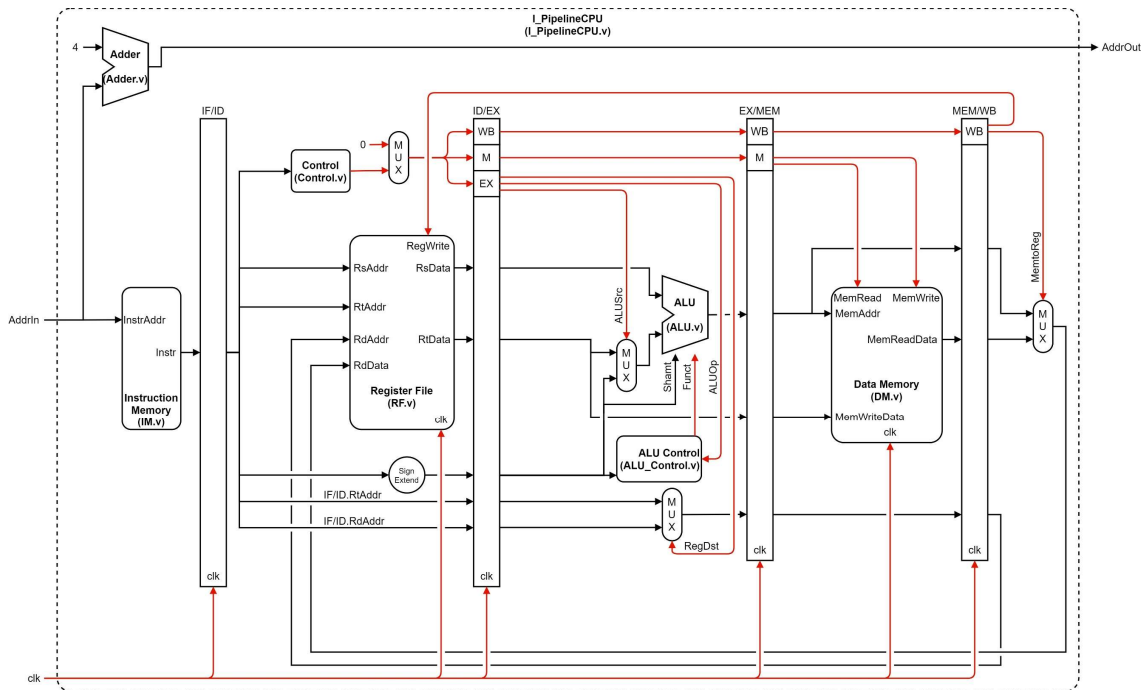 I_PipelineCPU
(I_PipelineCPU.v)
4
Adder
(Adder.v)
AddrOut
IF/ID
ID/EX
EX/MEM
MEM/WB
WB
WB
WB
0
M
U
X
M
M
Control
(Control.v)
EX
RegWrite
RsAddr
RsData
RtAddr
RdAddr
RtData
RdData
Register File
(RF.v)
clk
AddrIn
InstrAddr
Instr
Instruction
Memory
(IM.v)
ALUSrc
M
U
X
ALU
(ALU.v)
Shamt
Funct
ALUOp
MemRead
MemWrite
MemAddr
MemReadData
Data Memory
(DM.v)
MemWriteData
clk
MemtoReg
M
U
X
Sign
Extend
ALU Control
(ALU_Control.v)
IF/ID.RtAddr
IF/ID.RdAddr
M
U
X
RegDst
clk
clk
clk
clk
clk